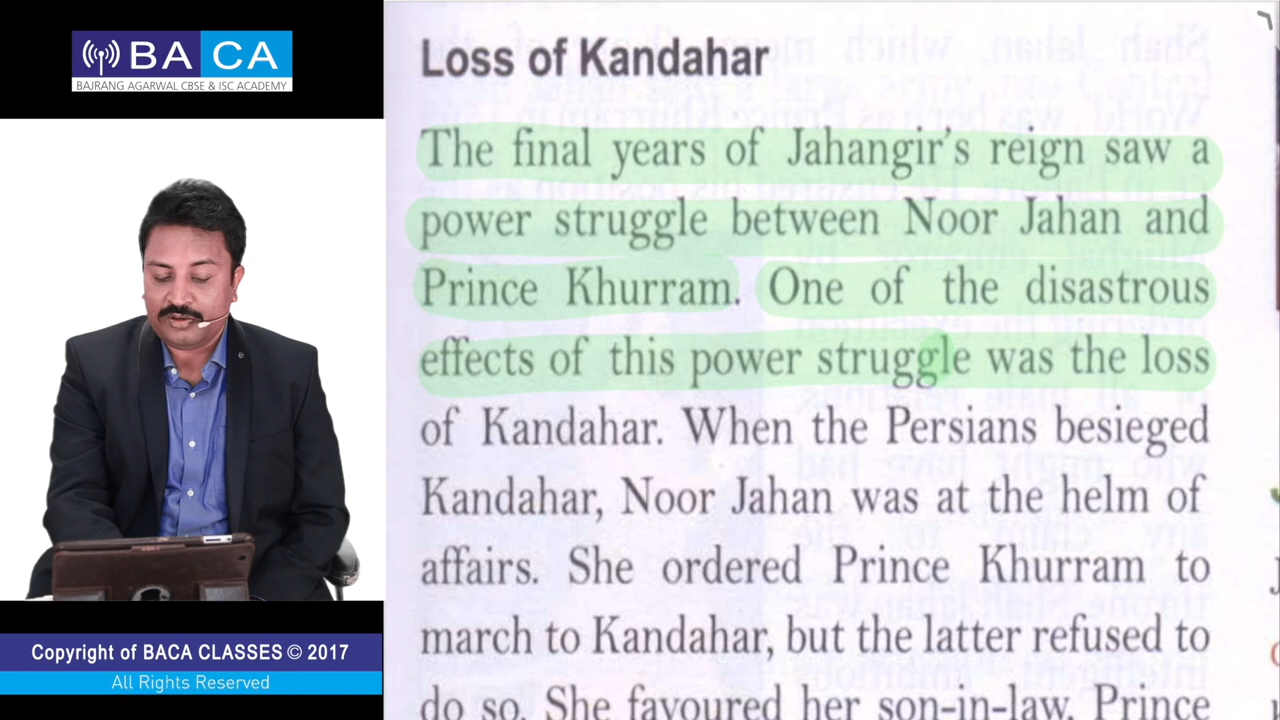 BACA
BAJRANG AGARWAL CBSE & ISC ACADEMY
Loss of Kandahar
The final years of Jahangir's reign saw a
power struggle between Noor Jahan and
Prince Khurram. One of the disastrous
effects of this power struggle was the loss
of Kandahar. When the Persians besieged
Kandahar, Noor Jahan was at the helm of
affairs. She ordered Prince Khurram to
march to Kandahar, but the latter refused to
do so. She favoured her son-in-law, Prince
Copyright of BACA CLASSES © 2017
All Rights Reserved